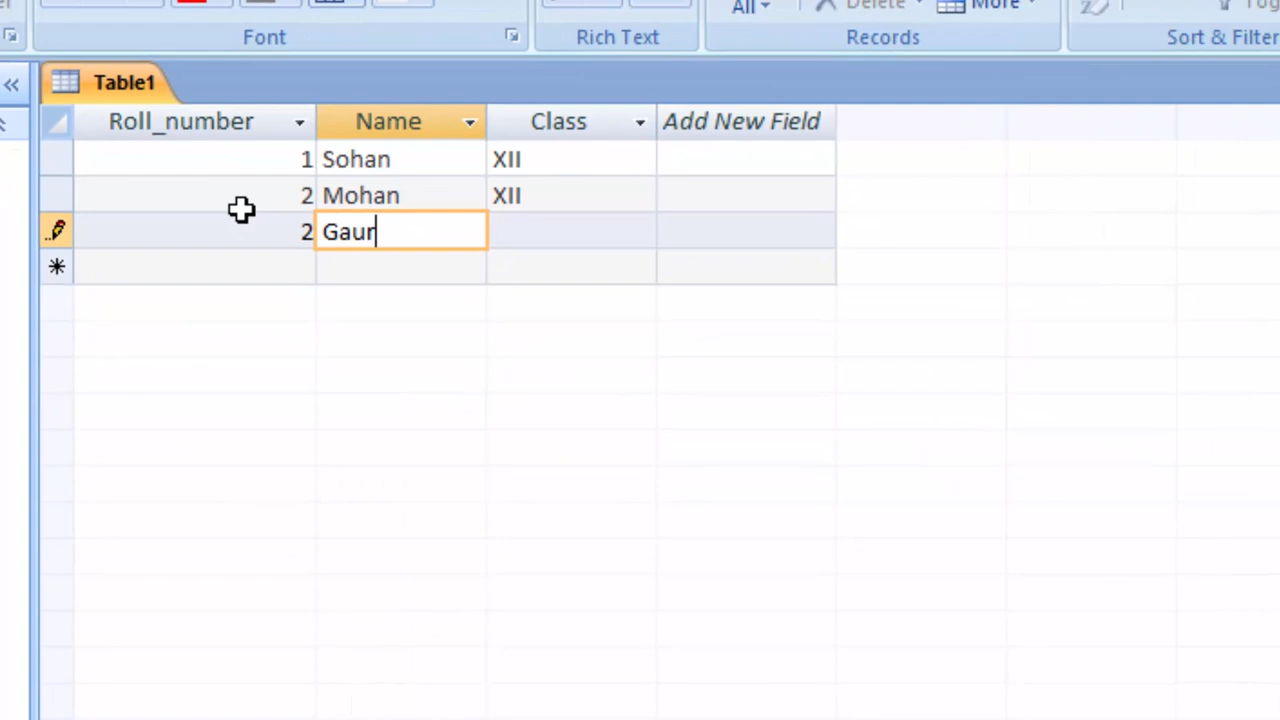 All Delete More
Font Rich Text Records Sort & Filter
Table1
Roll_number Name Class Add New Field
1 Sohan XII
2 Mohan XII
2 Gaur